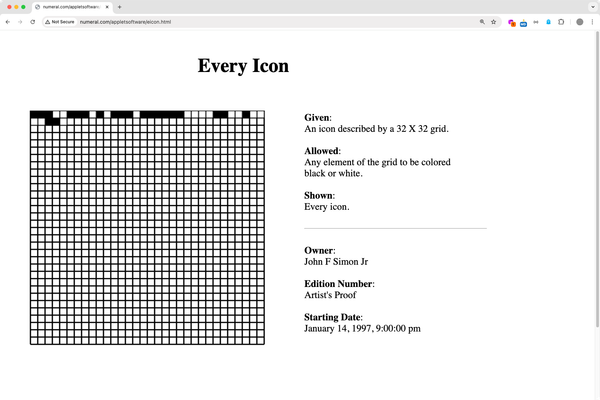 numeral.com/appletsoftware
Not Secure
numeral.com/appletsoftware/eicon.html
Every Icon
Given:
An icon described by a 32 X 32 grid.
Allowed:
Any element of the grid to be colored
black or white.
Shown:
Every icon.
Owner:
John F Simon Jr
Edition Number:
Artist's Proof
Starting Date:
January 14, 1997, 9:00:00 pm